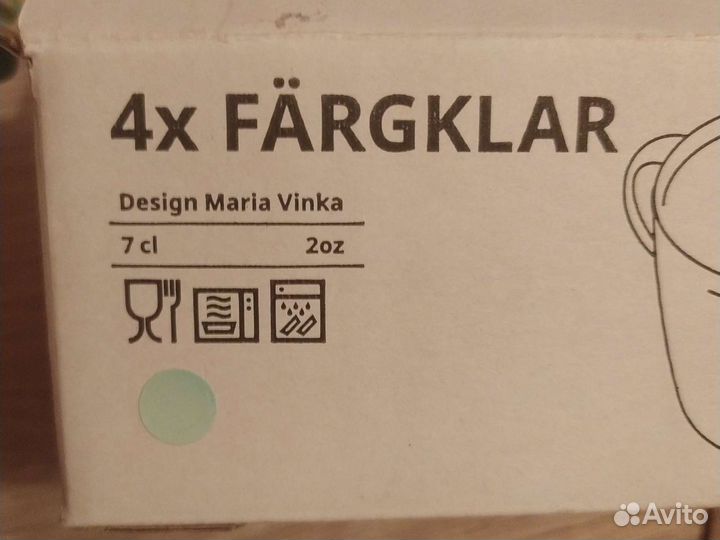 4x FÄRGKLAR
Design Maria Vinka
7 cl 2oz
Avito